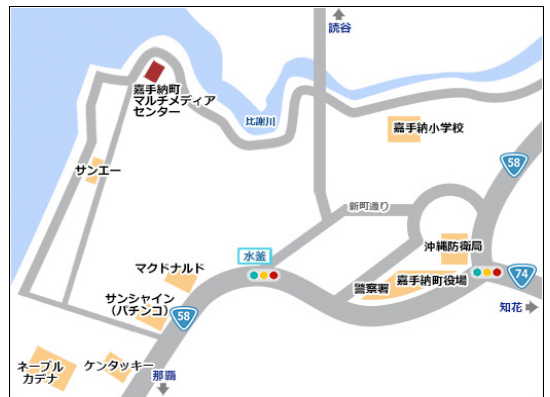 読谷
嘉手納町
マルチメディア
センター
比謝川
嘉手納小学校
58
サンエー
新町通り
水釜
沖縄防衛局
マクドナルド
警察署
嘉手納町役場
74
サンシャイン
(パチンコ)
58
知花
ネーブル
カデナ
ケンタッキー
那覇